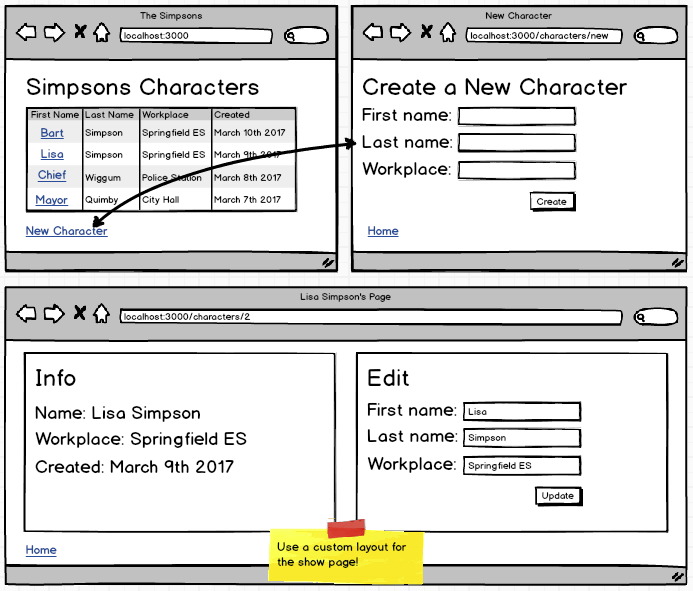 The Simpsons
localhost:3000
Simpsons Characters
First Name Last Name Workplace Created
Bart Simpson Springfield ES March 10th 2017
Lisa Simpson Springfield ES March 9th 2017
Chief Wiggum Police Station March 8th 2017
Mayor Quimby City Hall March 7th 2017
New Character
New Character
localhost:3000/characters/new
Create a New Character
First name:
Last name:
Workplace:
Create
Home
Lisa Simpson's Page
localhost:3000/characters/2
Info
Name: Lisa Simpson
Workplace: Springfield ES
Created: March 9th 2017
Edit
First name: Lisa
Last name: Simpson
Workplace: Springfield ES
Update
Home
Use a custom layout for
the show page!